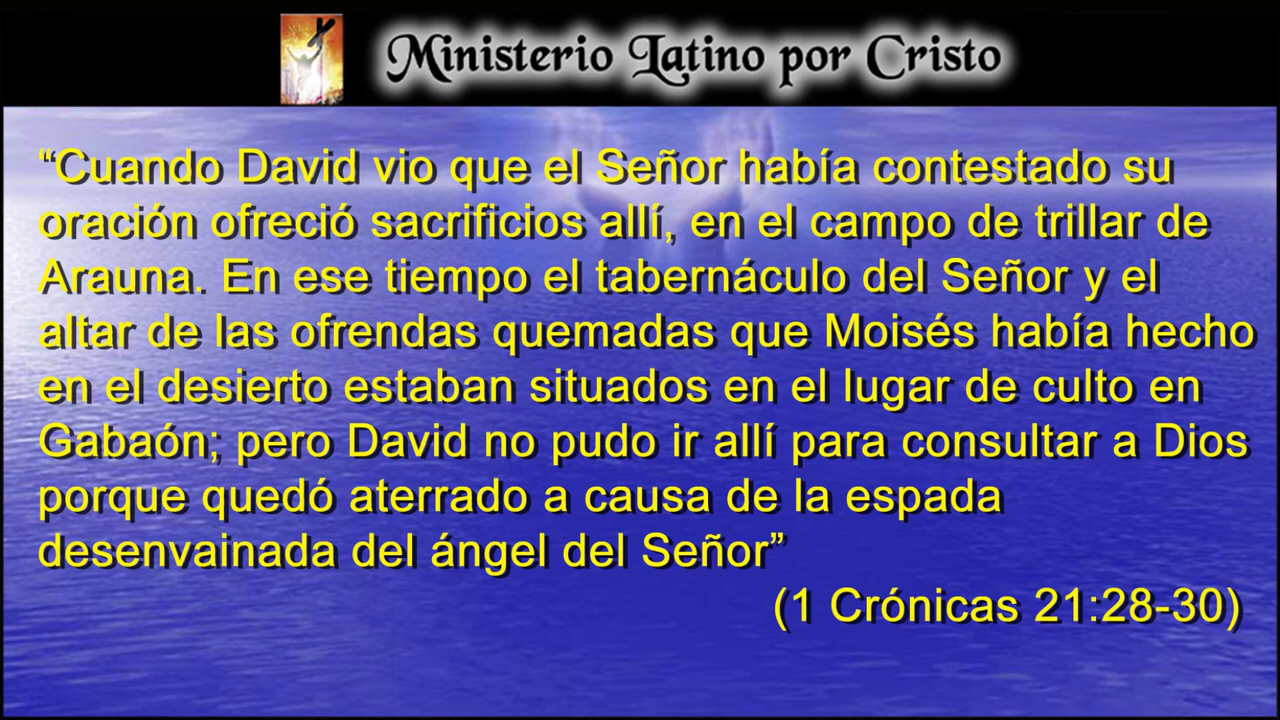 Ministerio Latino por Cristo
“Cuando David vio que el Señor había contestado su
oración ofreció sacrificios allí, en el campo de trillar de
Arauna. En ese tiempo el tabernáculo del Señor y el
altar de las ofrendas quemadas que Moisés había hecho
en el desierto estaban situados en el lugar de culto en
Gabaón; pero David no pudo ir allí para consultar a Dios
porque quedó aterrado a causa de la espada
desenvainada del ángel del Señor”
(1 Crónicas 21:28-30)